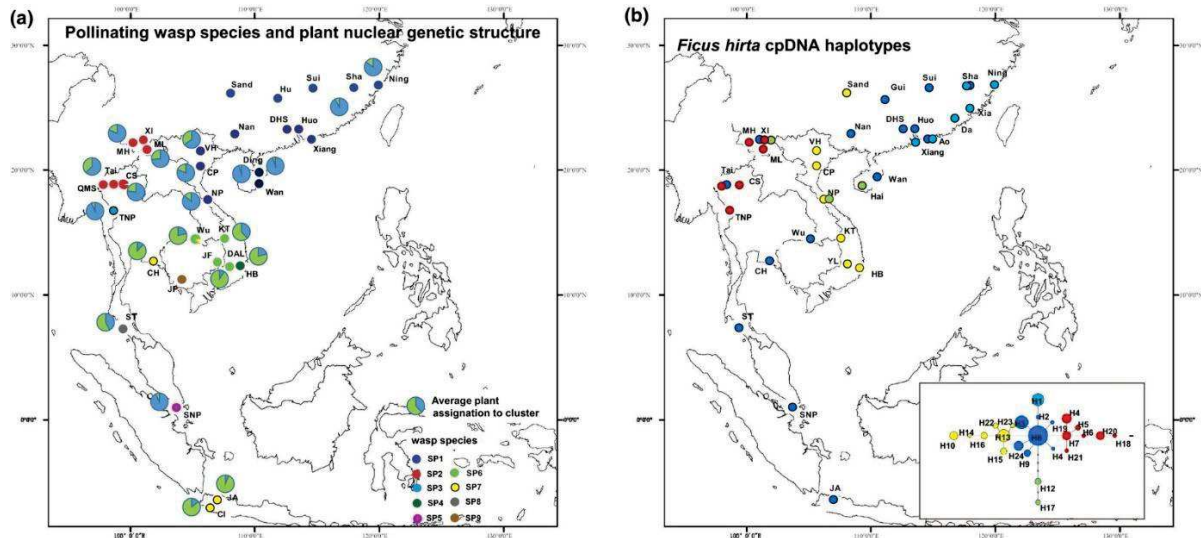 (a)
Pollinating wasp species and plant nuclear genetic structure
Sand
Hu
Sui
Sha
Ning
Nan
DHS
Huo
Xiang
XI
MH
ML
VH
CP
Ding
Wan
Tai
CS
QMS
TNP
NP
Wu
KT
JF
DAL
HB
CH
JP
ST
SNP
JA
CI
Average plant
assignation to cluster
wasp species
SP1
SP2
SP6
SP3
SP7
SP4
SP8
SP5
SP9
(b)
Ficus hirta cpDNA haplotypes
Sand
Gui
Sui
Sha
Ning
Xia
Da
DHS
Huo
Ao
Xiang
Nan
MH
XI
ML
VH
CP
Wan
Hai
Tai
CS
TNP
NP
Wu
KT
YL
HB
CH
ST
SNP
JA
H1
H2
H4
H22
H23
H19
H5
H14
H13
H8
H6
H20
H10
H16
H7
H18
H15
H24
H4
H21
H9
H12
H17